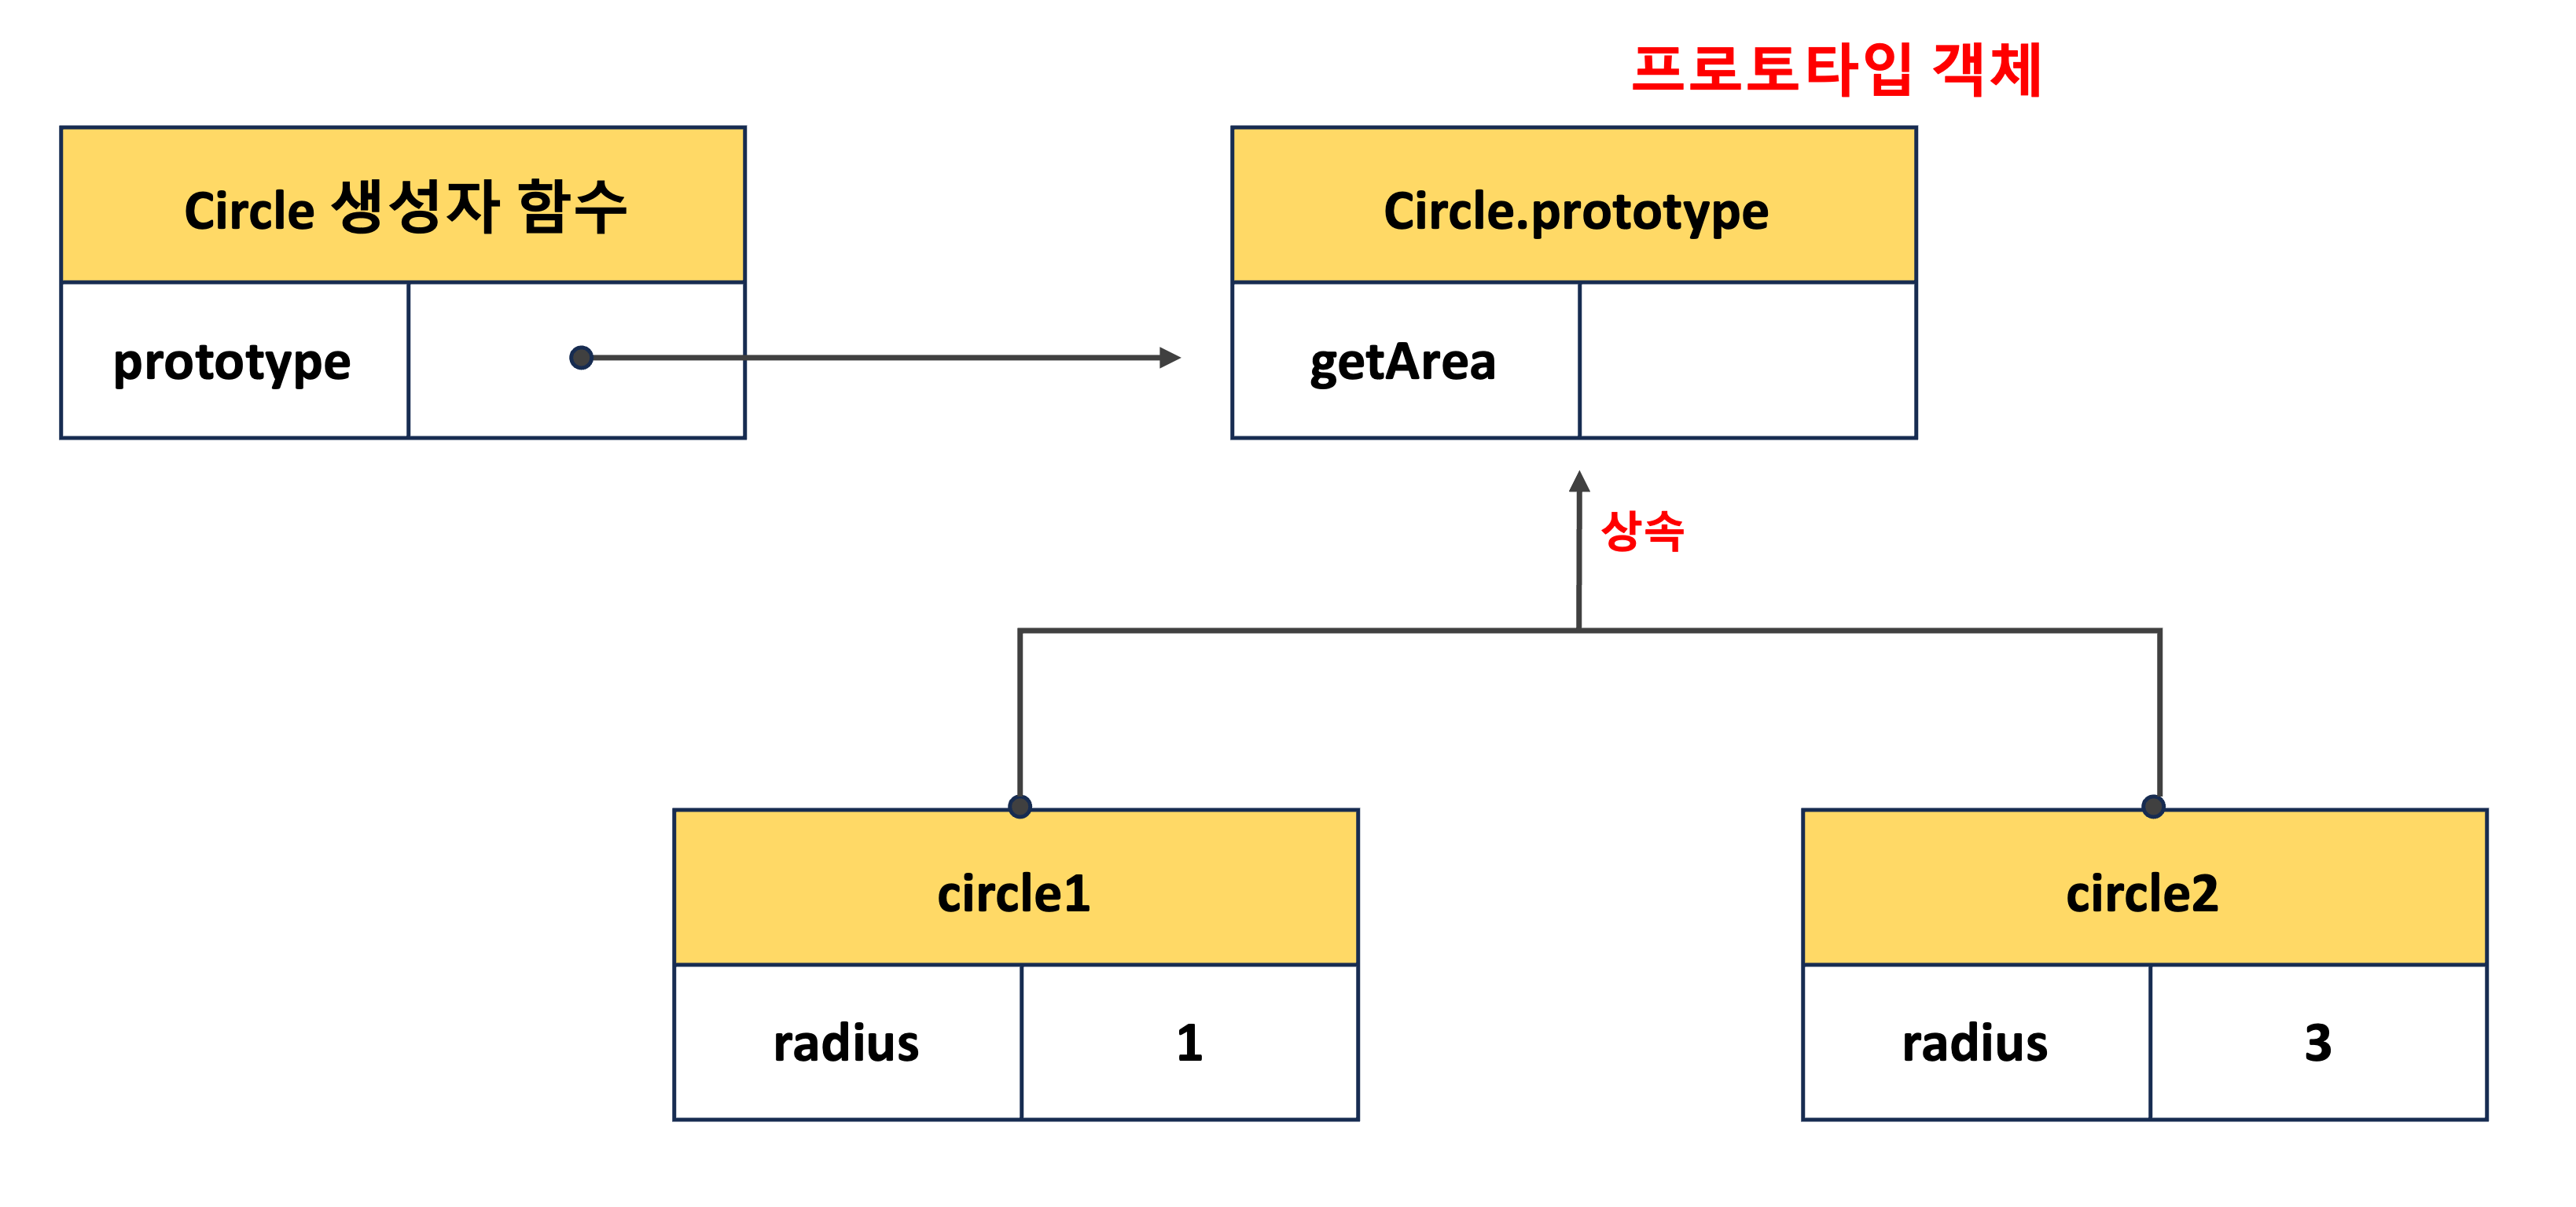 프로토타입 객체
Circle 생성자 함수
Circle.prototype
prototype
getArea
상속
circle1
circle2
radius
1
radius
3